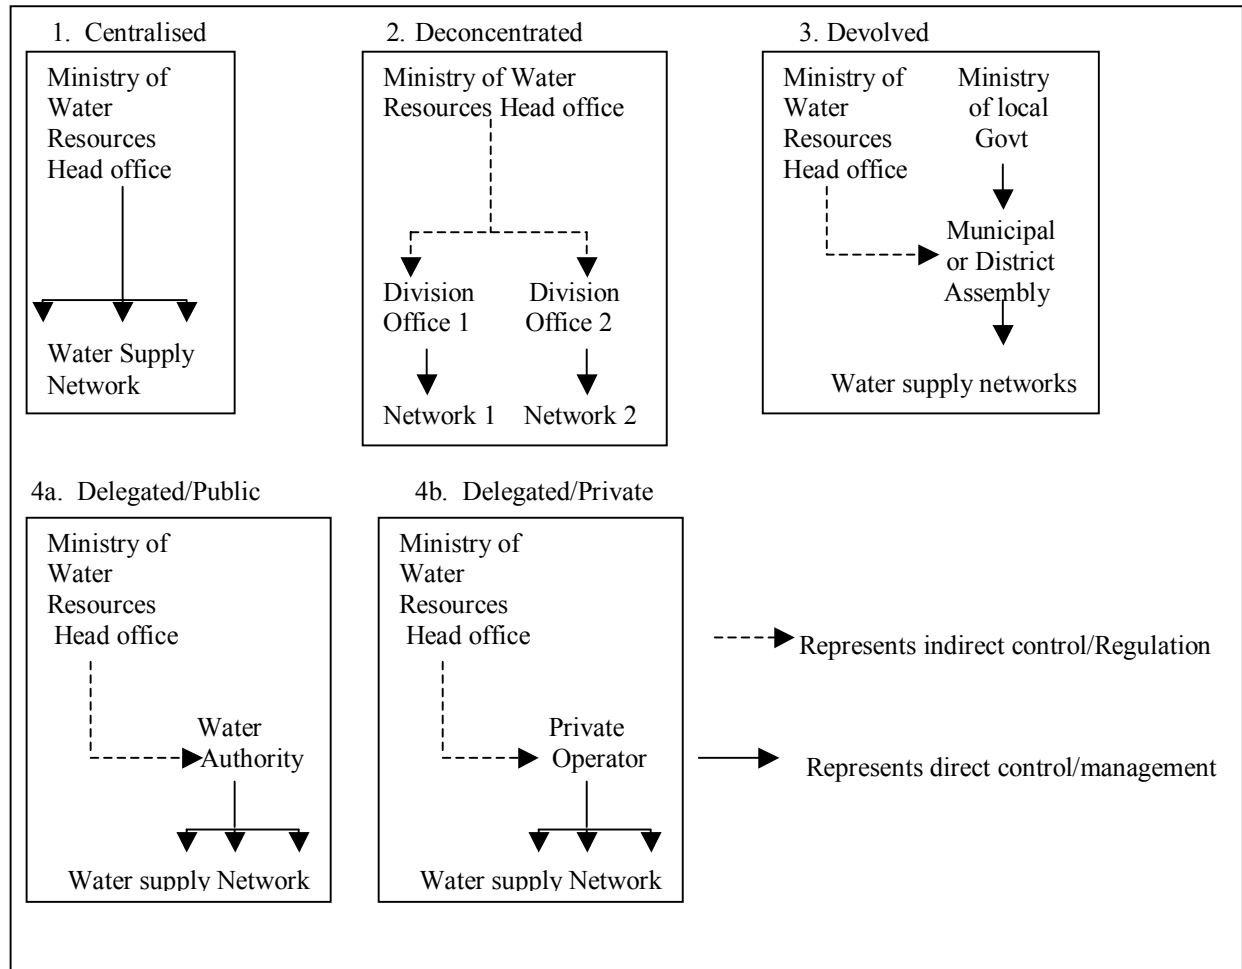 1. Centralised
Ministry of
Water
Resources
Head office
Water Supply
Network
2. Deconcentrated
Ministry of Water
Resources Head office
Division
Office 1
Division
Office 2
Network 1
Network 2
3. Devolved
Ministry of
Water
Resources
Head office
Ministry
of local
Govt
Municipal
or District
Assembly
Water supply networks
4a. Delegated/Public
Ministry of
Water
Resources
Head office
Water
Authority
Water supply Network
4b. Delegated/Private
Ministry of
Water
Resources
Head office
Private
Operator
Water supply Network
Represents indirect control/Regulation
Represents direct control/management